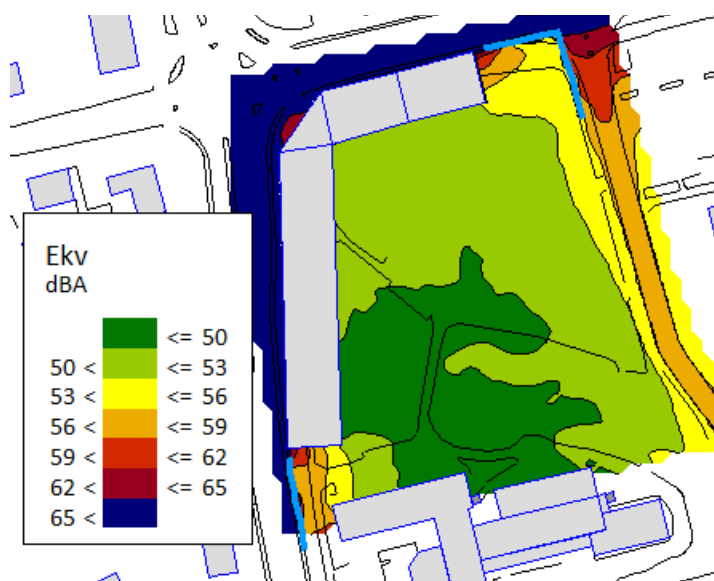 Ekv
dBA
<= 50
50 < <= 53
53 < <= 56
56 < <= 59
59 < <= 62
62 < <= 65
65 <